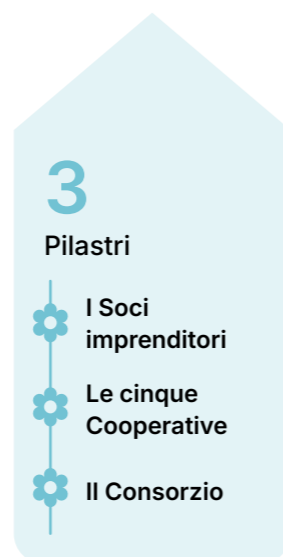 3
Pilastri
I Soci
imprenditori
Le cinque
Cooperative
Il Consorzio